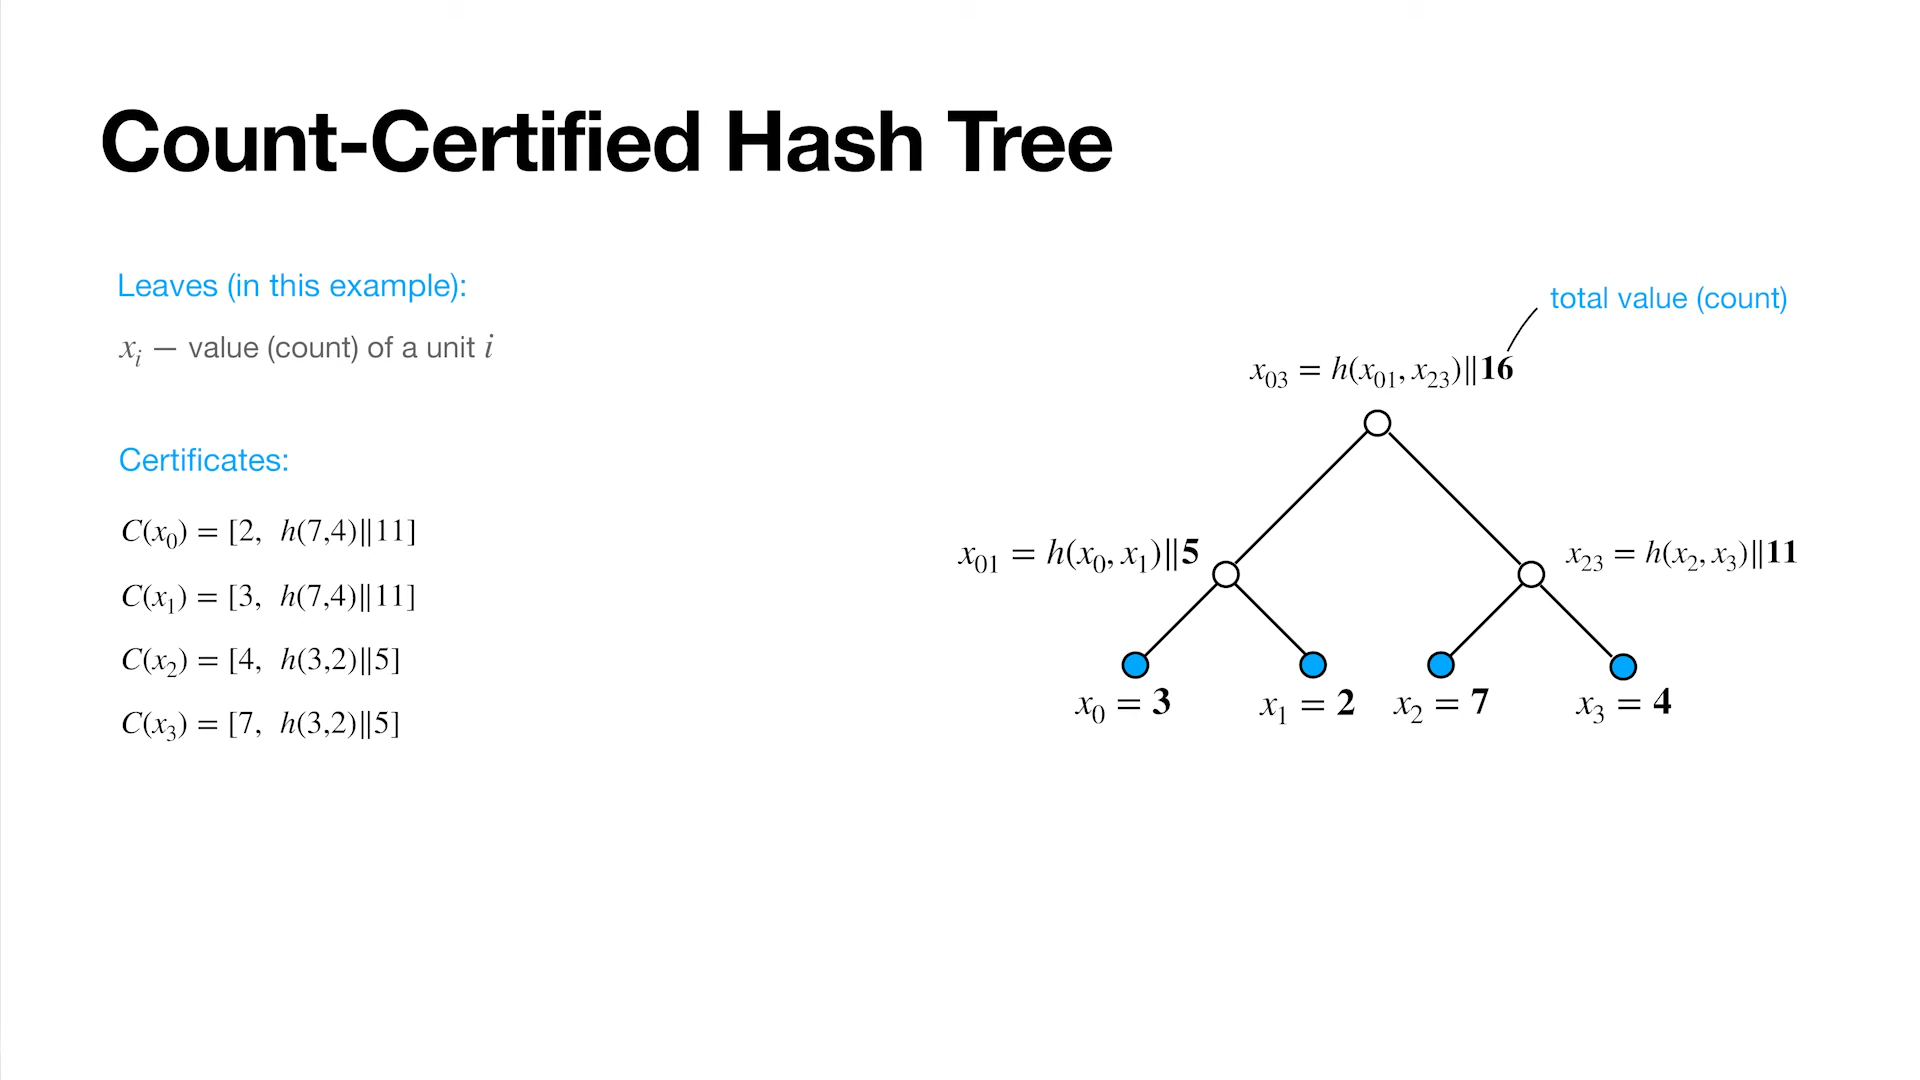 Count-Certified Hash Tree
Leaves (in this example):
x_i — value (count) of a unit i
Certificates:
C(x_0) = [2, h(7,4)||11]
C(x_1) = [3, h(7,4)||11]
C(x_2) = [4, h(3,2)||5]
C(x_3) = [7, h(3,2)||5]
total value (count)
x_03 = h(x_01, x_23)||16
x_01 = h(x_0, x_1)||5
x_23 = h(x_2, x_3)||11
x_0 = 3
x_1 = 2
x_2 = 7
x_3 = 4